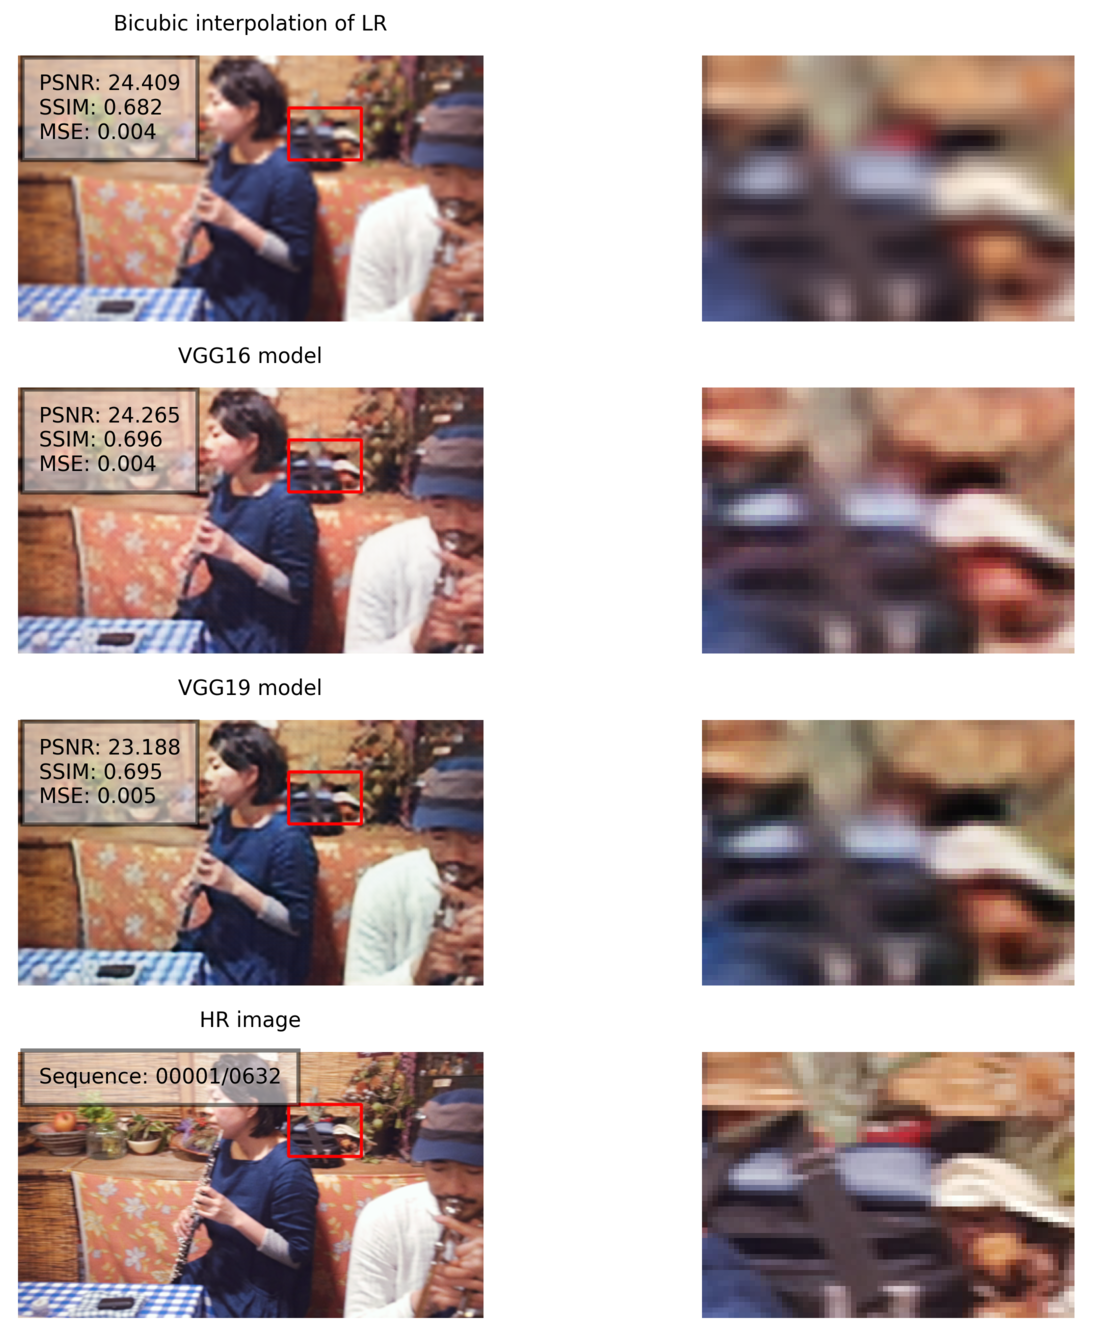 Bicubic interpolation of LR
PSNR: 24.409
SSIM: 0.682
MSE: 0.004
VGG16 model
PSNR: 24.265
SSIM: 0.696
MSE: 0.004
VGG19 model
PSNR: 23.188
SSIM: 0.695
MSE: 0.005
HR image
Sequence: 00001/0632